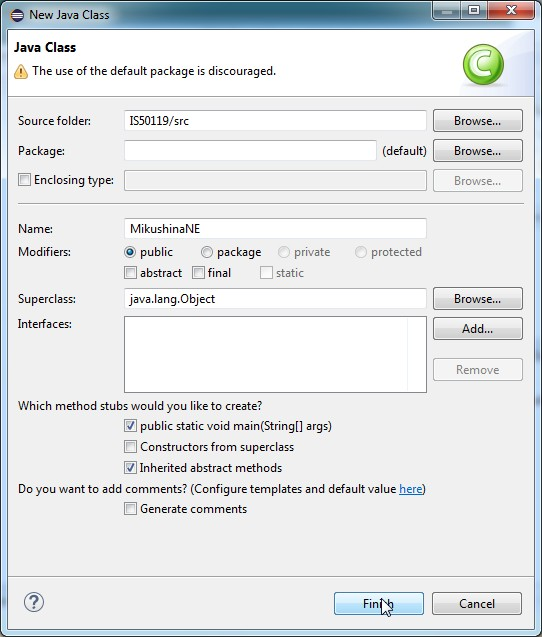 New Java Class
Java Class
The use of the default package is discouraged.
C
Source folder: IS50119/src Browse...
Package: (default) Browse...
Enclosing type: Browse...
Name: MikushinaNE
Modifiers: public package private protected
abstract final static
Superclass: java.lang.Object Browse...
Interfaces: Add...
Remove
Which method stubs would you like to create?
public static void main(String[] args)
Constructors from superclass
Inherited abstract methods
Do you want to add comments? (Configure templates and default value here)
Generate comments
? Finish Cancel